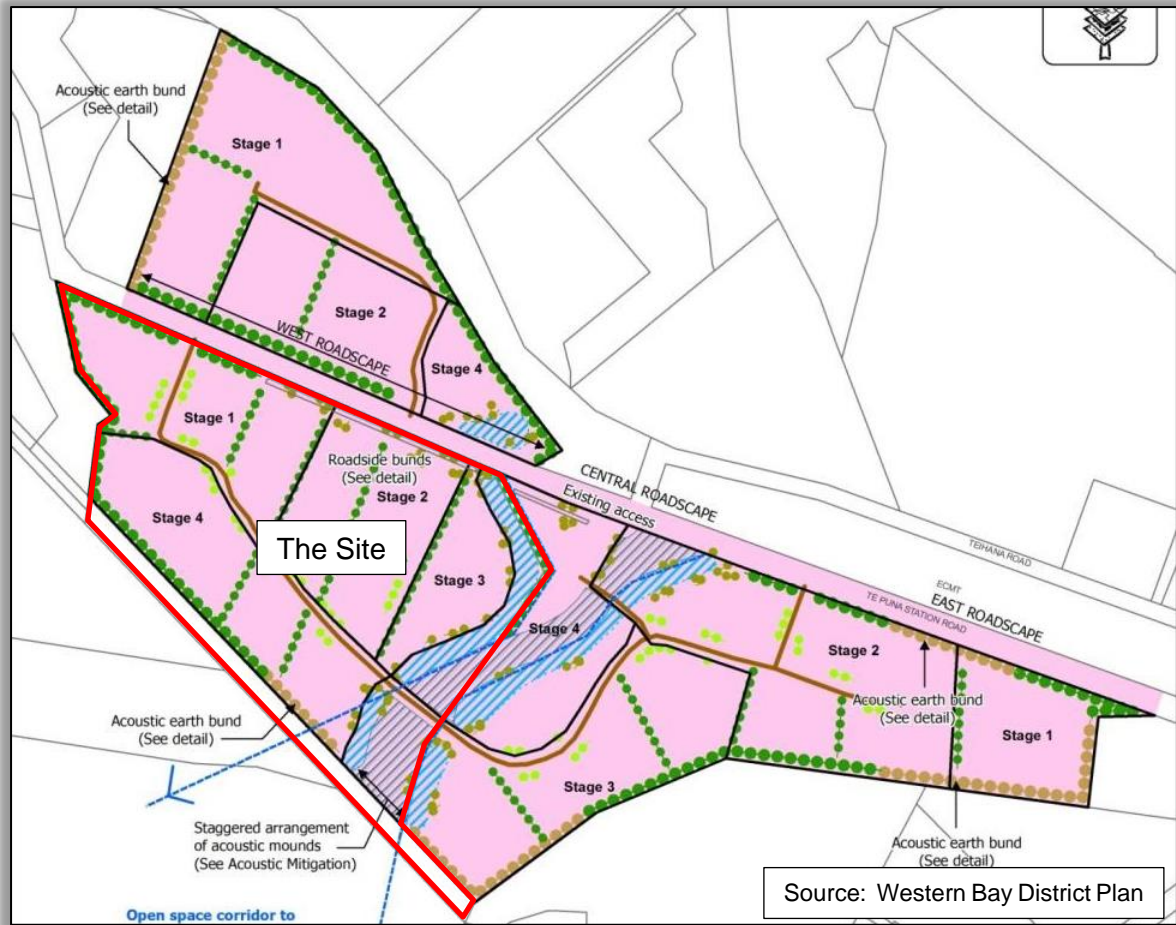 Acoustic earth bund
(See detail)
Stage 1
Stage 2
WEST ROADSCAPE
Stage 4
Stage 1
Roadside bunds
(See detail)
Stage 2
CENTRAL ROADSCAPE
Existing access
Stage 4
The Site
Stage 3
TEIHANA ROAD
ECMT
EAST ROADSCAPE
TE PUNA STATION ROAD
Stage 4
Stage 2
Acoustic earth bund
(See detail)
Stage 1
Acoustic earth bund
(See detail)
Stage 3
Staggered arrangement
of acoustic mounds
(See Acoustic Mitigation)
Acoustic earth bund
(See detail)
Source: Western Bay District Plan
Open space corridor to